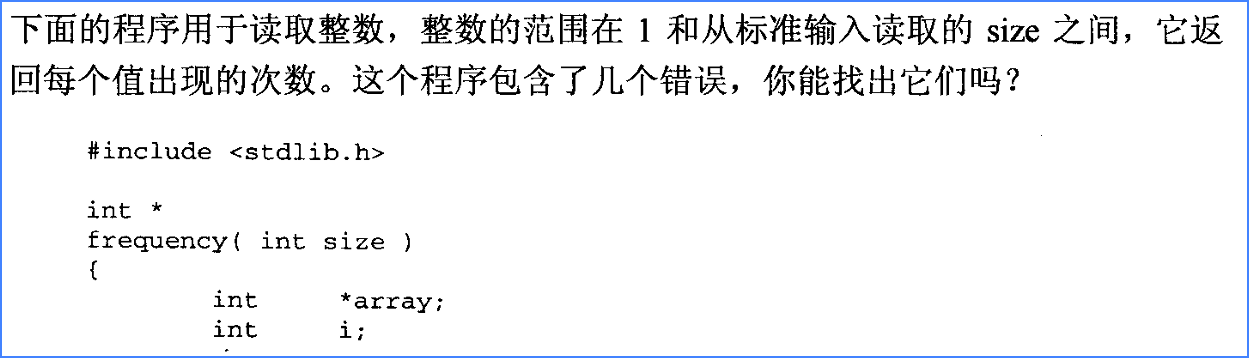 下面的程序用于读取整数，整数的范围在 1 和从标准输入读取的 size 之间，它返
回每个值出现的次数。这个程序包含了几个错误，你能找出它们吗？
#include <stdlib.h>
int *
frequency( int size )
{
int *array;
int i;